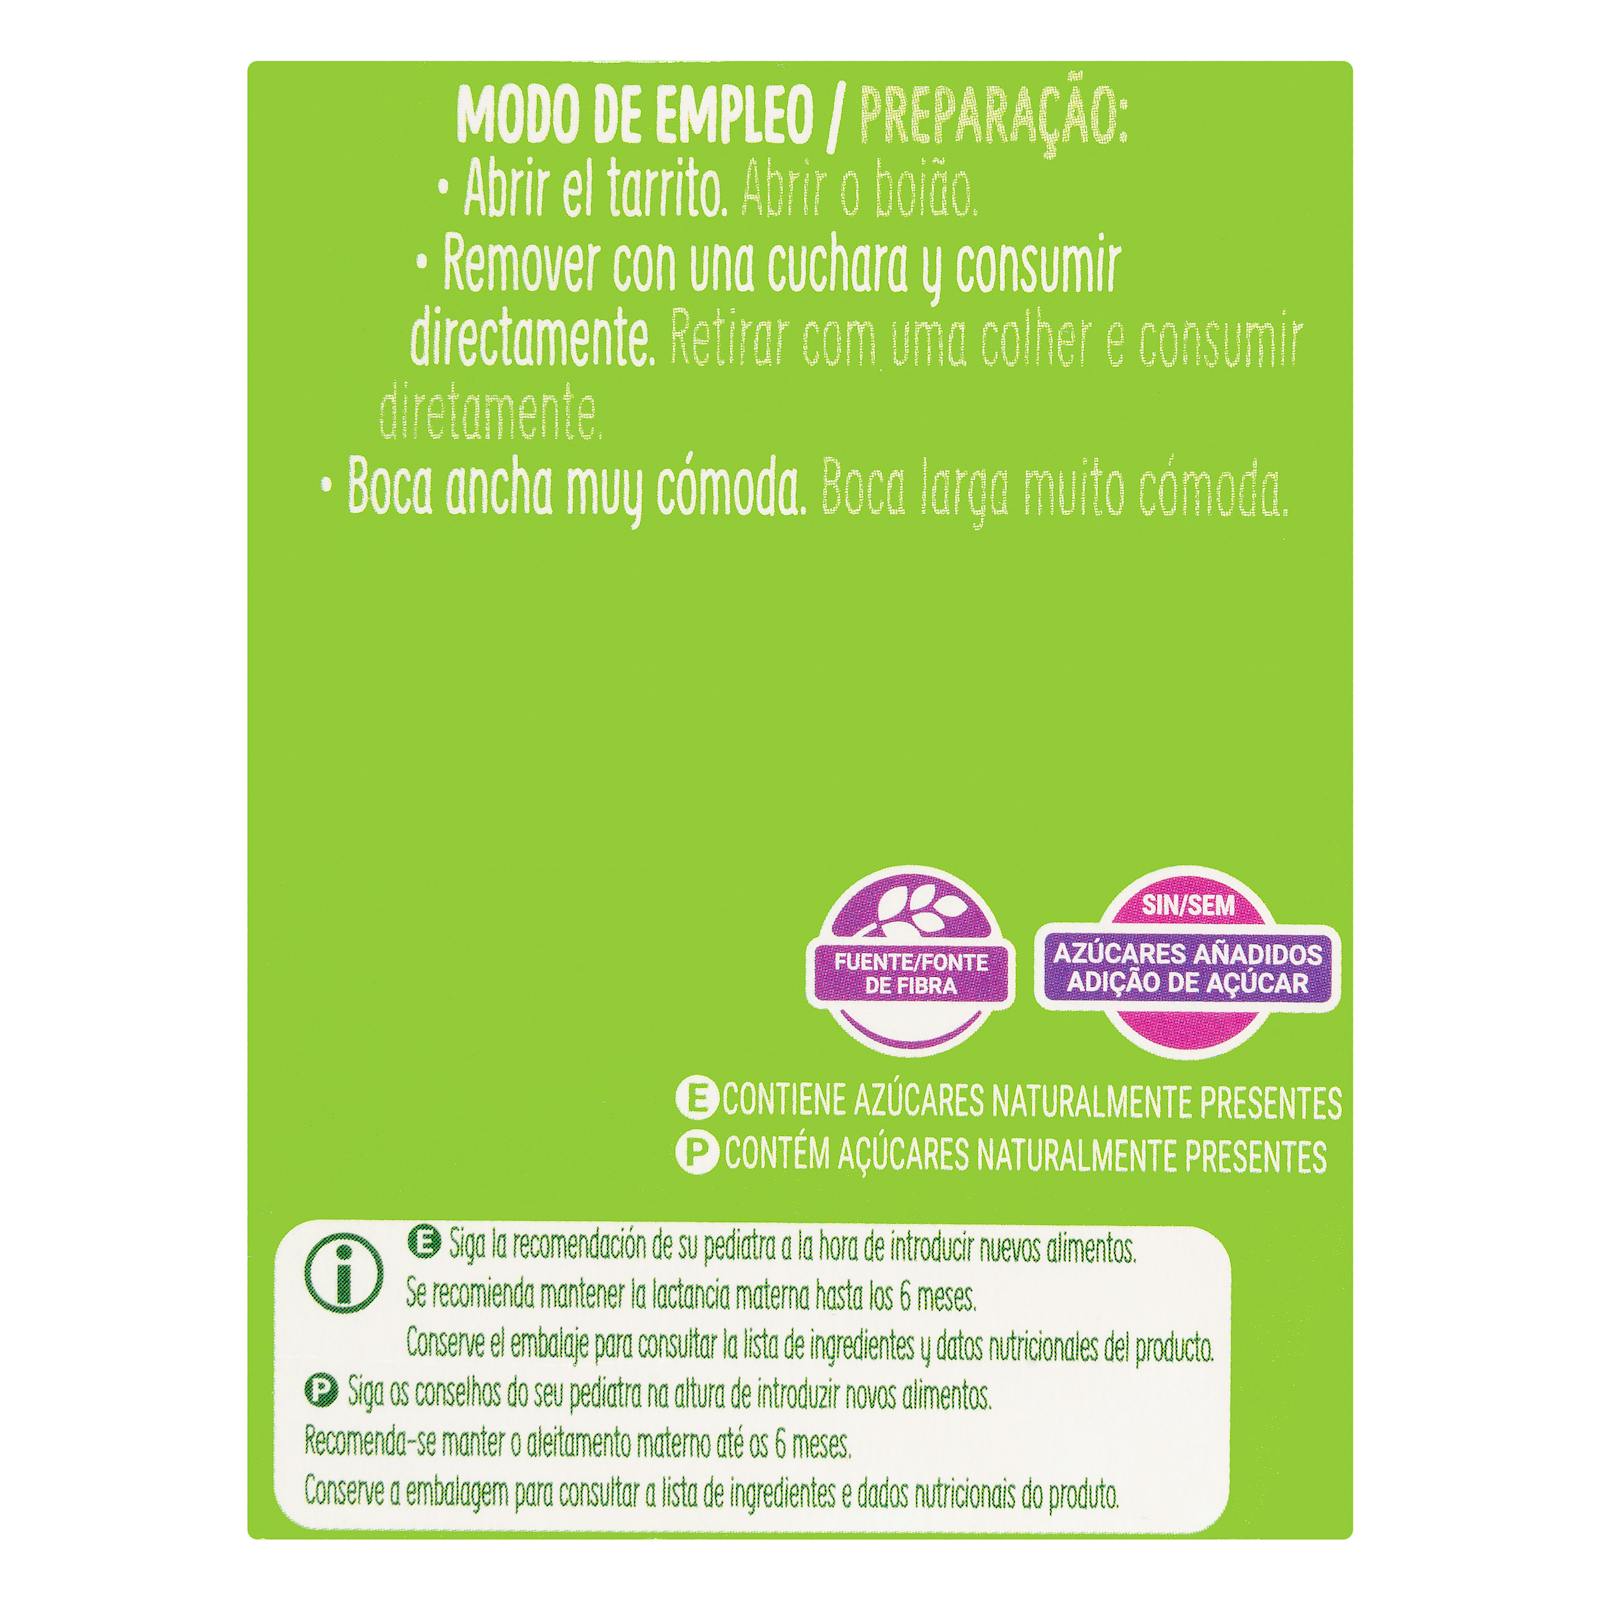 MODO DE EMPLEO / PREPARAÇÃO:
• Abrir el tarrito. Abrir o boião.
• Remover con una cuchara y consumir
directamente. Retirar com uma colher e consumir
diretamente.
• Boca ancha muy cómoda. Boca larga muito cómoda.
FUENTE/FONTE
DE FIBRA
SIN/SEM
AZÚCARES AÑADIDOS
ADIÇÃO DE AÇÚCAR
E CONTIENE AZÚCARES NATURALMENTE PRESENTES
P CONTÉM AÇÚCARES NATURALMENTE PRESENTES
i
E Siga la recomendación de su pediatra a la hora de introducir nuevos alimentos.
Se recomienda mantener la lactancia materna hasta los 6 meses.
Conserve el embalaje para consultar la lista de ingredientes y datos nutricionales del producto.
P Siga os conselhos do seu pediatra na altura de introduzir novos alimentos.
Recomenda-se manter o aleitamento materno até os 6 meses.
Conserve a embalagem para consultar a lista de ingredientes e dados nutricionais do produto.